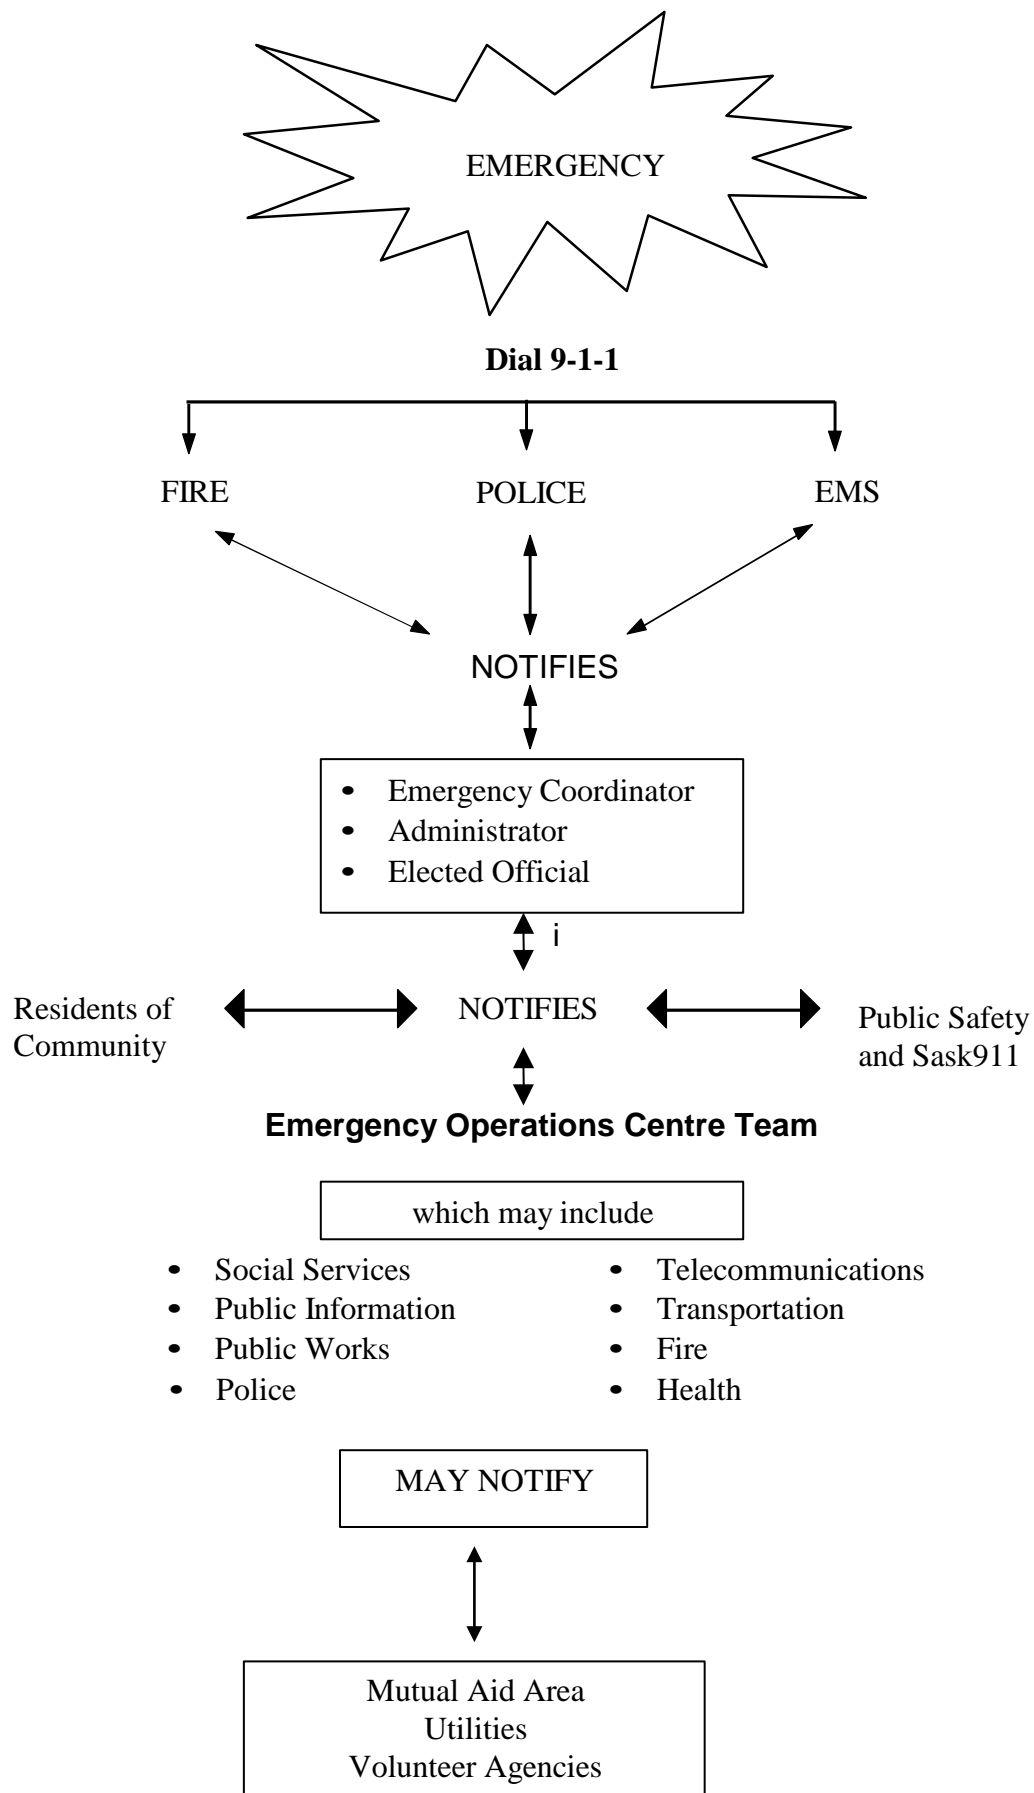 EMERGENCY
Dial 9-1-1
FIRE
POLICE
EMS
NOTIFIES
• Emergency Coordinator
• Administrator
• Elected Official
i
Residents of
Community
NOTIFIES
Public Safety
and Sask911
Emergency Operations Centre Team
which may include
• Social Services
• Public Information
• Public Works
• Police
• Telecommunications
• Transportation
• Fire
• Health
MAY NOTIFY
Mutual Aid Area
Utilities
Volunteer Agencies